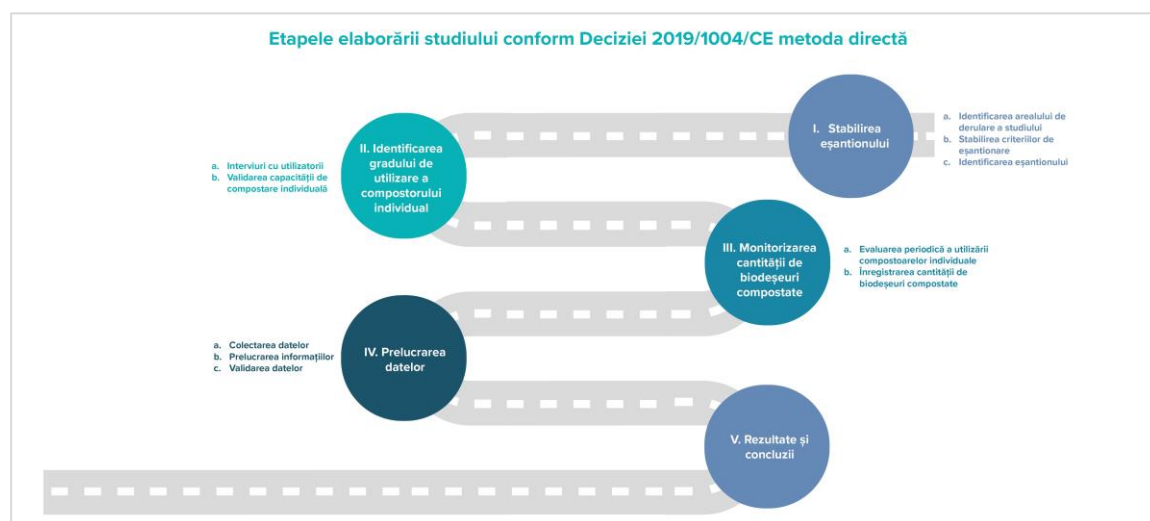 Etapele elaborării studiului conform Deciziei 2019/1004/CE metoda directă
I. Stabilirea
eșantionului
a. Identificarea arealului de
derulare a studiului
b. Stabilirea criteriilor de
eșantionare
c. Identificarea eșantionului
II. Identificarea
gradului de
utilizare a
compostorului
individual
a. Interviuri cu utilizatorii
b. Validarea capacității de
compostare individuală
III. Monitorizarea
cantității de
biodeșeuri
compostate
a. Evaluarea periodică a utilizării
compostoarelor individuale
b. Înregistrarea cantității de
biodeșeuri compostate
IV. Prelucrarea
datelor
a. Colectarea datelor
b. Prelucrarea informațiilor
c. Validarea datelor
V. Rezultate și
concluzii